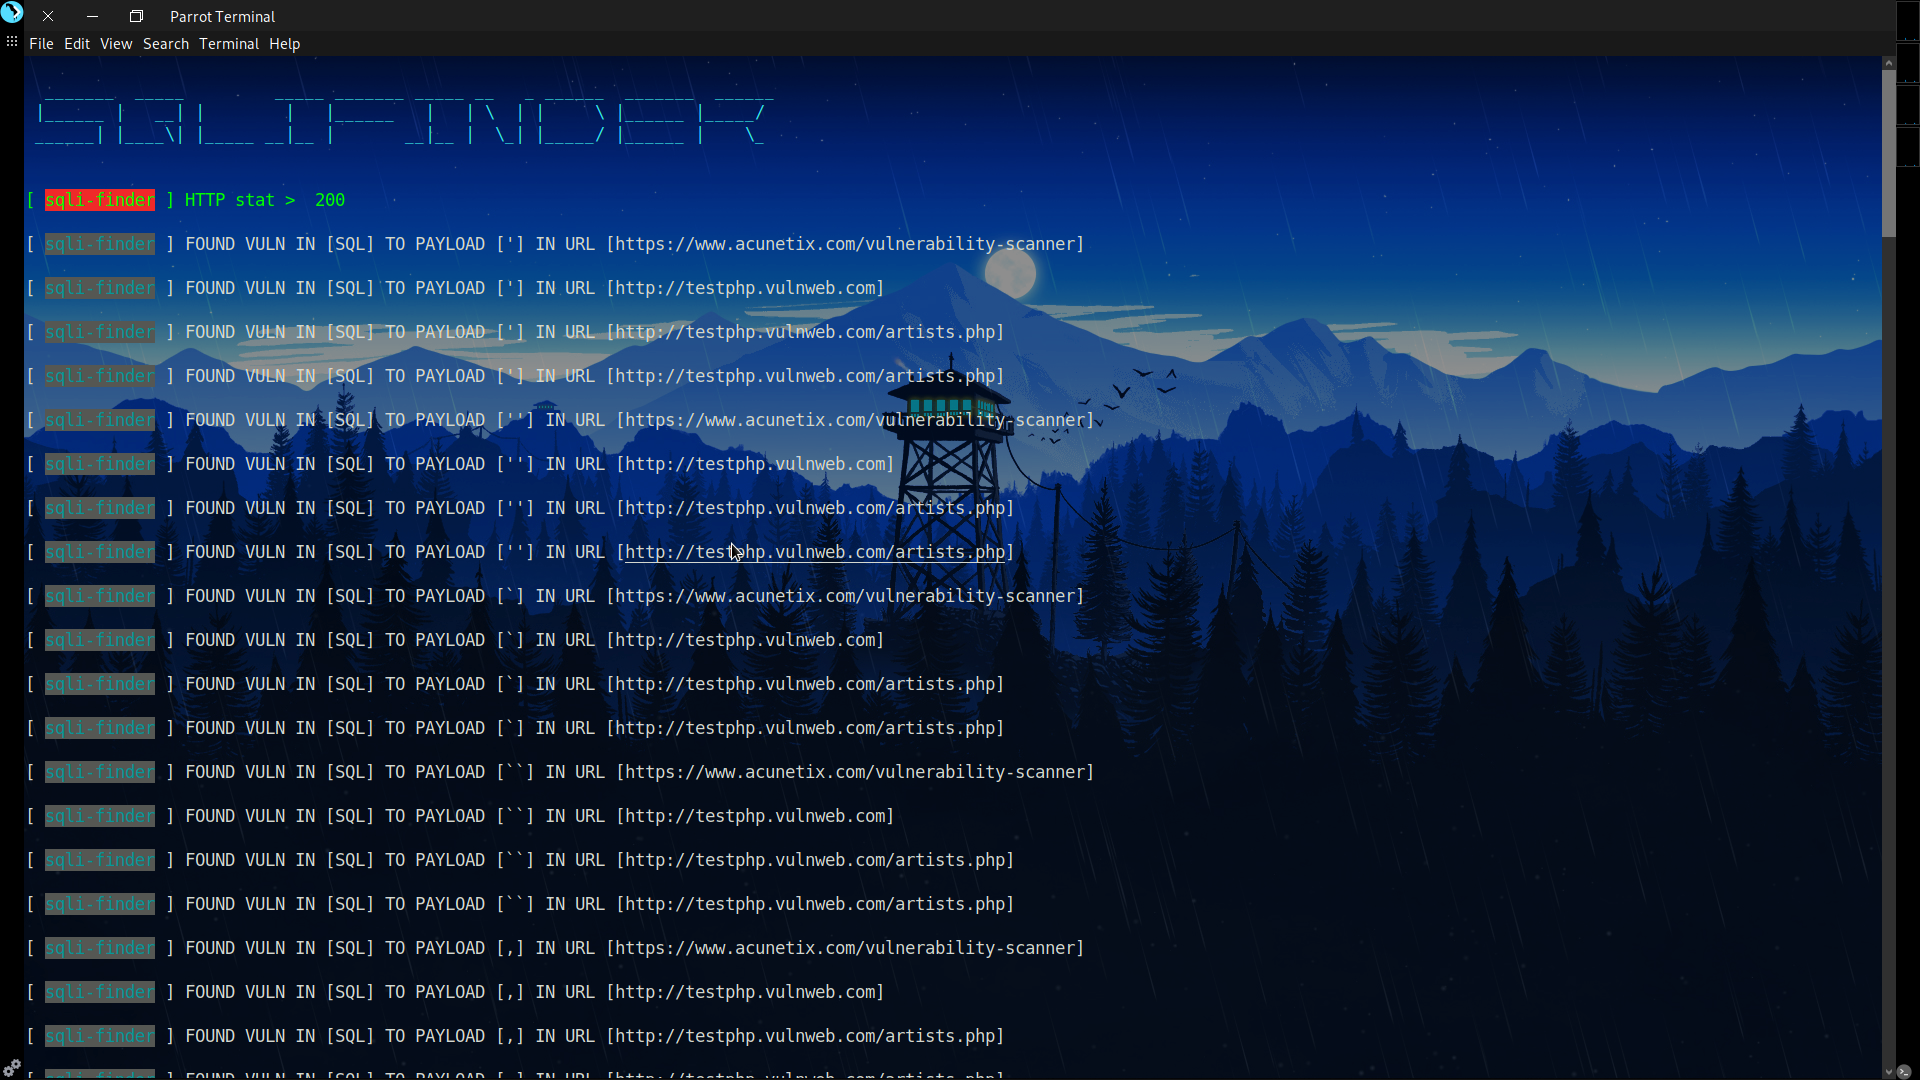 Parrot Terminal
File Edit View Search Terminal Help
SQLIFINDER
[ sqli-finder ] HTTP stat >  200
[ sqli-finder ] FOUND VULN IN [SQL] TO PAYLOAD ['] IN URL [https://www.acunetix.com/vulnerability-scanner]
[ sqli-finder ] FOUND VULN IN [SQL] TO PAYLOAD ['] IN URL [http://testphp.vulnweb.com]
[ sqli-finder ] FOUND VULN IN [SQL] TO PAYLOAD ['] IN URL [http://testphp.vulnweb.com/artists.php]
[ sqli-finder ] FOUND VULN IN [SQL] TO PAYLOAD ['] IN URL [http://testphp.vulnweb.com/artists.php]
[ sqli-finder ] FOUND VULN IN [SQL] TO PAYLOAD [''] IN URL [https://www.acunetix.com/vulnerability-scanner]
[ sqli-finder ] FOUND VULN IN [SQL] TO PAYLOAD [''] IN URL [http://testphp.vulnweb.com]
[ sqli-finder ] FOUND VULN IN [SQL] TO PAYLOAD [''] IN URL [http://testphp.vulnweb.com/artists.php]
[ sqli-finder ] FOUND VULN IN [SQL] TO PAYLOAD [''] IN URL [http://testphp.vulnweb.com/artists.php]
[ sqli-finder ] FOUND VULN IN [SQL] TO PAYLOAD [`] IN URL [https://www.acunetix.com/vulnerability-scanner]
[ sqli-finder ] FOUND VULN IN [SQL] TO PAYLOAD [`] IN URL [http://testphp.vulnweb.com]
[ sqli-finder ] FOUND VULN IN [SQL] TO PAYLOAD [`] IN URL [http://testphp.vulnweb.com/artists.php]
[ sqli-finder ] FOUND VULN IN [SQL] TO PAYLOAD [`] IN URL [http://testphp.vulnweb.com/artists.php]
[ sqli-finder ] FOUND VULN IN [SQL] TO PAYLOAD [``] IN URL [https://www.acunetix.com/vulnerability-scanner]
[ sqli-finder ] FOUND VULN IN [SQL] TO PAYLOAD [``] IN URL [http://testphp.vulnweb.com]
[ sqli-finder ] FOUND VULN IN [SQL] TO PAYLOAD [``] IN URL [http://testphp.vulnweb.com/artists.php]
[ sqli-finder ] FOUND VULN IN [SQL] TO PAYLOAD [``] IN URL [http://testphp.vulnweb.com/artists.php]
[ sqli-finder ] FOUND VULN IN [SQL] TO PAYLOAD [,] IN URL [https://www.acunetix.com/vulnerability-scanner]
[ sqli-finder ] FOUND VULN IN [SQL] TO PAYLOAD [,] IN URL [http://testphp.vulnweb.com]
[ sqli-finder ] FOUND VULN IN [SQL] TO PAYLOAD [,] IN URL [http://testphp.vulnweb.com/artists.php]